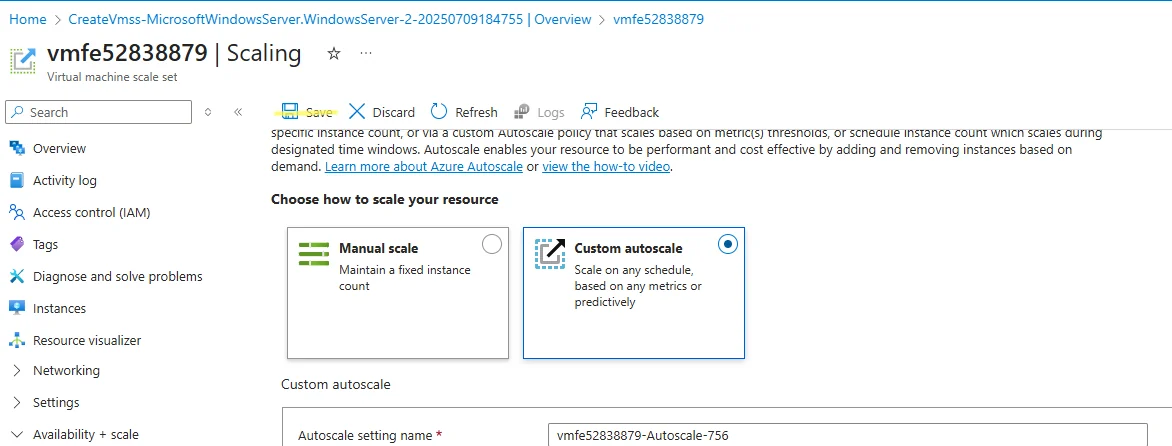 Home > CreateVmss-MicrosoftWindowsServer.WindowsServer-2-20250709184755 | Overview > vmfe52838879
vmfe52838879 | Scaling
Virtual machine scale set
Search
Save Discard Refresh Logs Feedback
specific instance count, or via a custom Autoscale policy that scales based on metric(s) thresholds, or schedule instance count which scales during
designated time windows. Autoscale enables your resource to be performant and cost effective by adding and removing instances based on
demand. Learn more about Azure Autoscale or view the how-to video.
Overview
Activity log
Access control (IAM)
Tags
Diagnose and solve problems
Instances
Resource visualizer
Networking
Settings
Availability + scale
Choose how to scale your resource
Manual scale
Maintain a fixed instance
count
Custom autoscale
Scale on any schedule,
based on any metrics or
predictively
Custom autoscale
Autoscale setting name *
vmfe52838879-Autoscale-756